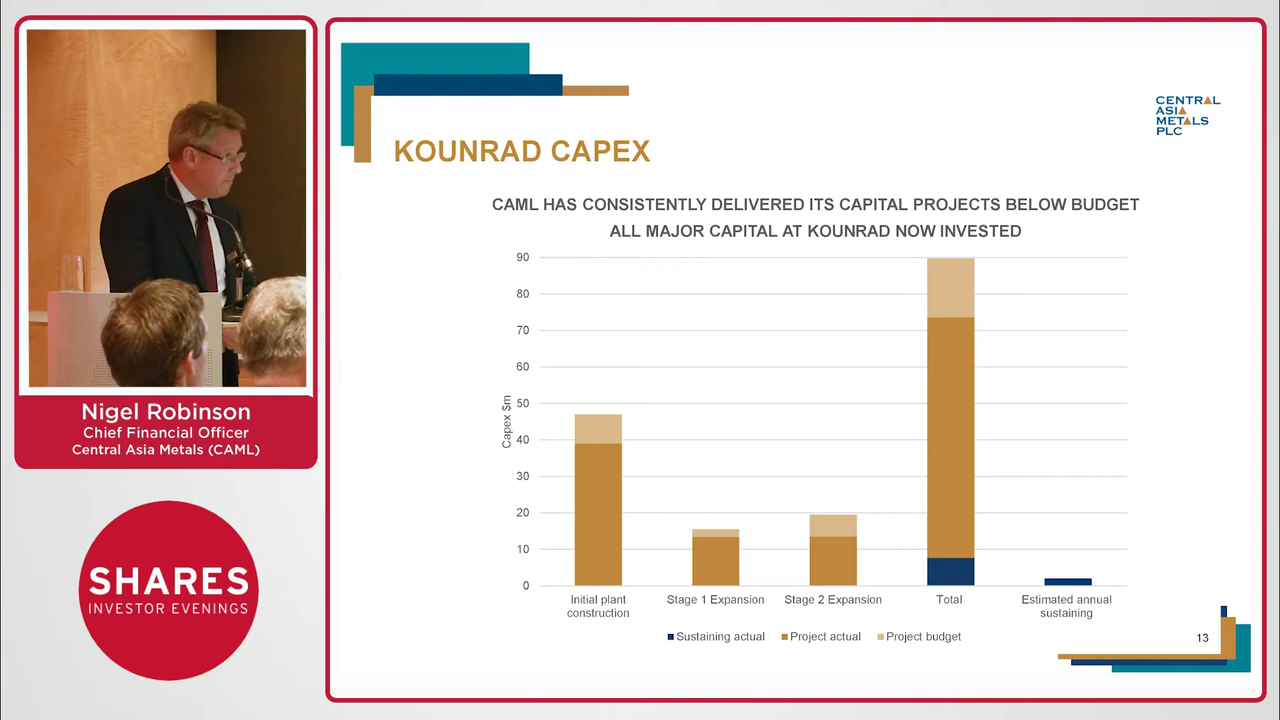 Nigel Robinson
Chief Financial Officer
Central Asia Metals (CAML)
SHARES
INVESTOR EVENINGS
CENTRAL
ASIA
METALS
PLC
KOUNRAD CAPEX
CAML HAS CONSISTENTLY DELIVERED ITS CAPITAL PROJECTS BELOW BUDGET
ALL MAJOR CAPITAL AT KOUNRAD NOW INVESTED
Capex $m
90
80
70
60
50
40
30
20
10
0
Initial plant
construction
Stage 1 Expansion
Stage 2 Expansion
Total
Estimated annual
sustaining
Sustaining actual
Project actual
Project budget
13